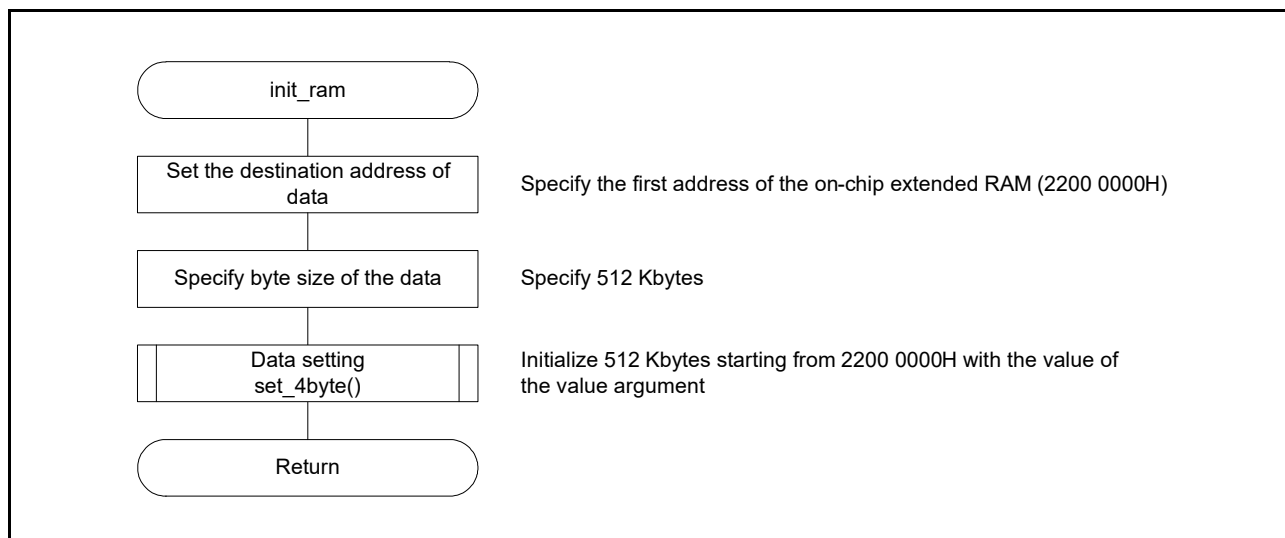 init_ram
Set the destination address of
data
Specify the first address of the on-chip extended RAM (2200 0000H)
Specify byte size of the data
Specify 512 Kbytes
Data setting
set_4byte()
Initialize 512 Kbytes starting from 2200 0000H with the value of
the value argument
Return